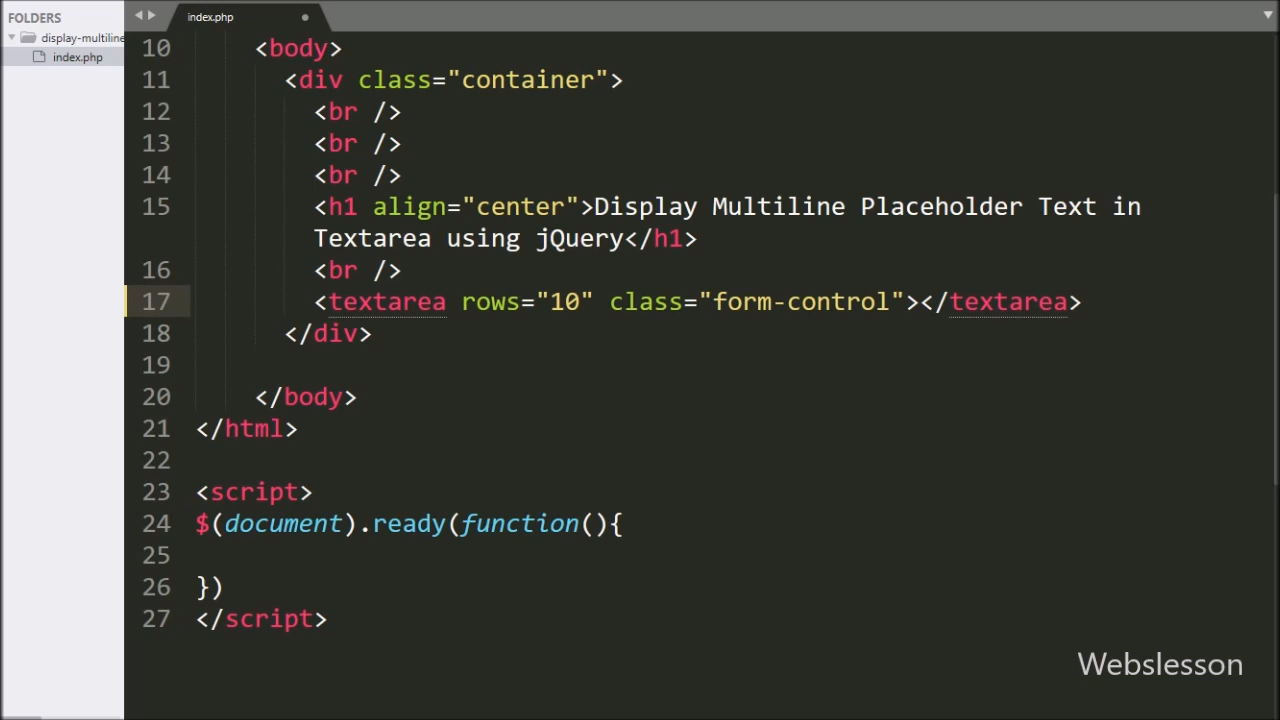 FOLDERS
display-multiline
index.php
index.php
10 <body>
11 <div class="container">
12 <br />
13 <br />
14 <br />
15 <h1 align="center">Display Multiline Placeholder Text in
Textarea using jQuery</h1>
16 <br />
17 <textarea rows="10" class="form-control"></textarea>
18 </div>
19
20 </body>
21 </html>
22
23 <script>
24 $(document).ready(function(){
25
26 })
27 </script>
Webslesson